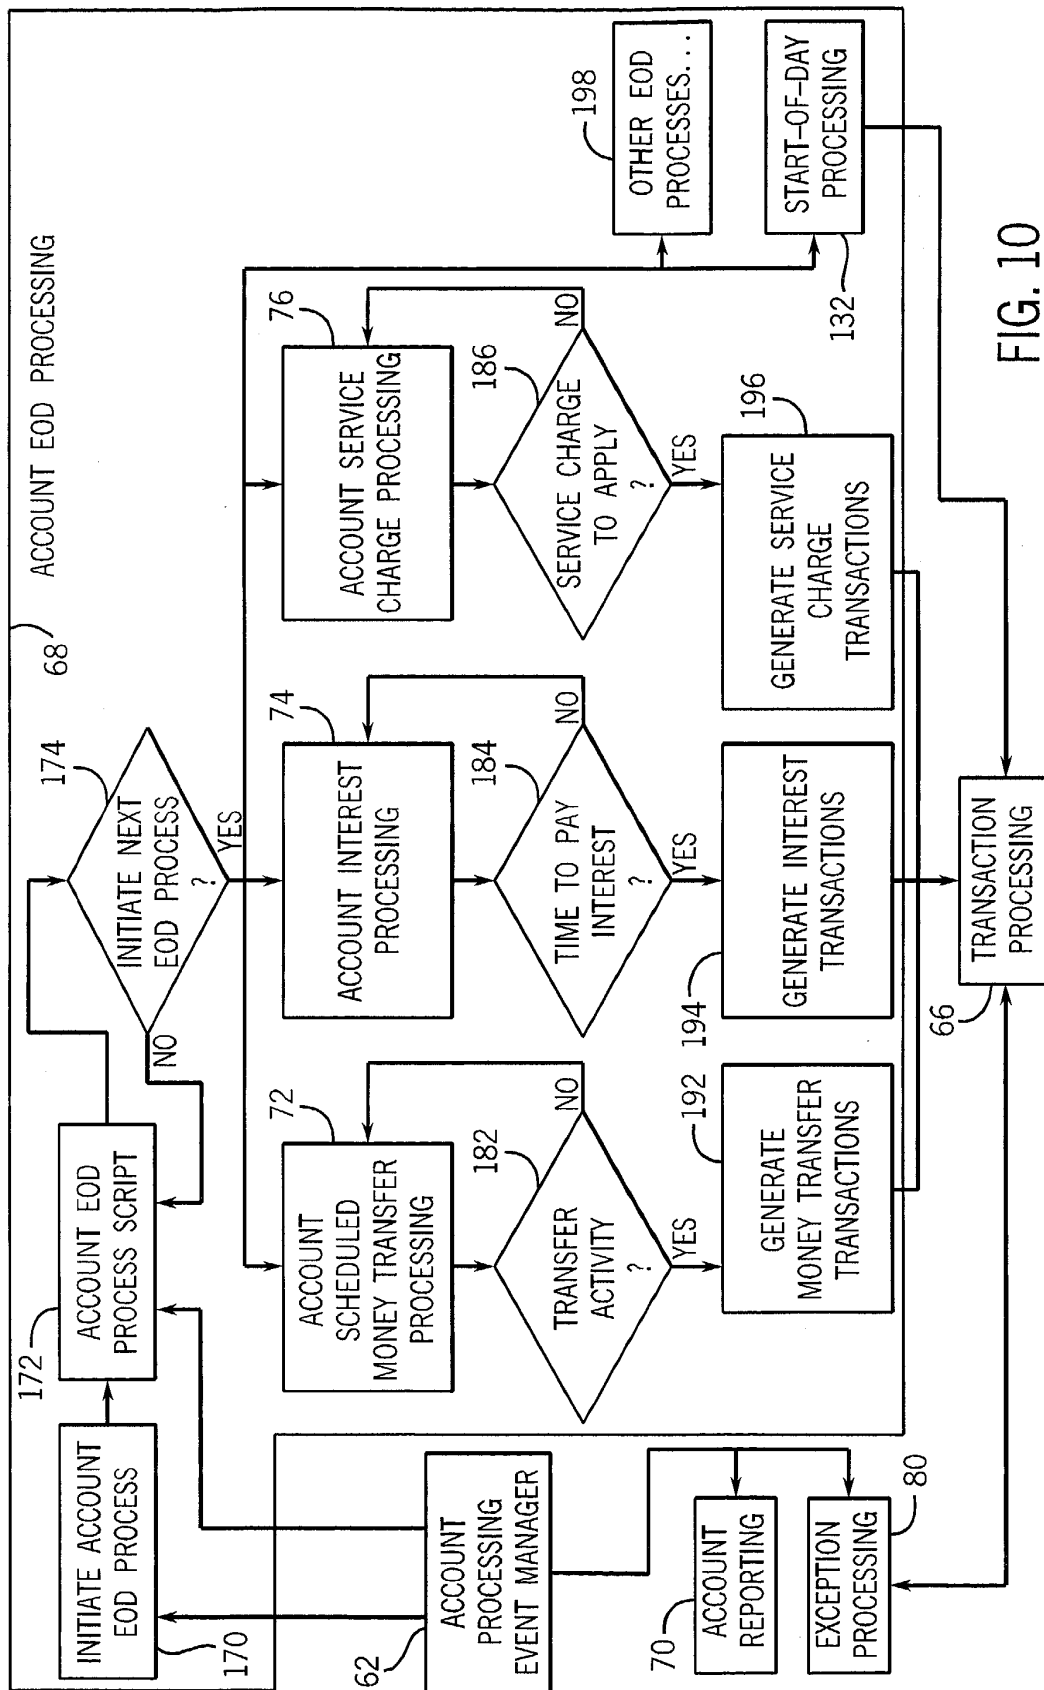 ACCOUNT EOD PROCESSING
68
INITIATE ACCOUNT
EOD PROCESS
170
172
ACCOUNT EOD
PROCESS SCRIPT
174
INITIATE NEXT
EOD PROCESS
?
NO
YES
62
ACCOUNT
PROCESSING
EVENT MANAGER
72
ACCOUNT
SCHEDULED
MONEY TRANSFER
PROCESSING
74
ACCOUNT INTEREST
PROCESSING
76
ACCOUNT SERVICE
CHARGE PROCESSING
182
TRANSFER
ACTIVITY
?
NO
YES
184
TIME TO PAY
INTEREST
?
NO
YES
186
SERVICE CHARGE
TO APPLY
?
NO
YES
198
OTHER EOD
PROCESSES...
70
ACCOUNT
REPORTING
192
GENERATE
MONEY TRANSFER
TRANSACTIONS
194
GENERATE INTEREST
TRANSACTIONS
196
GENERATE SERVICE
CHARGE
TRANSACTIONS
132
START-OF-DAY
PROCESSING
80
EXCEPTION
PROCESSING
66
TRANSACTION
PROCESSING
FIG. 10